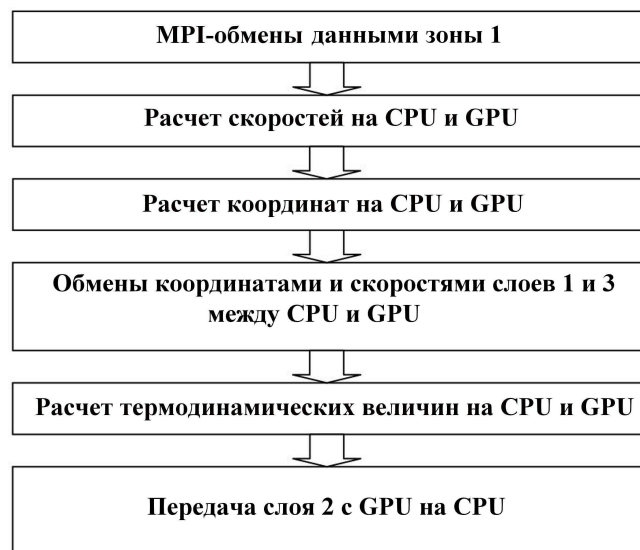 MPI-обмены данными зоны 1
Расчет скоростей на CPU и GPU
Расчет координат на CPU и GPU
Обмены координатами и скоростями слоев 1 и 3
между CPU и GPU
Расчет термодинамических величин на CPU и GPU
Передача слоя 2 с GPU на CPU